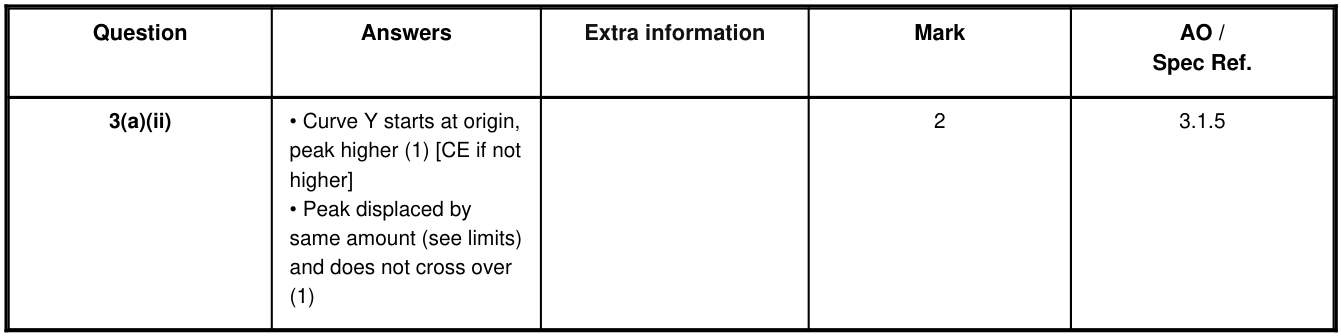 Question Answers Extra information Mark AO /
Spec Ref.
3(a)(ii) • Curve Y starts at origin, 2 3.1.5
peak higher (1) [CE if not
higher]
• Peak displaced by
same amount (see limits)
and does not cross over
(1)